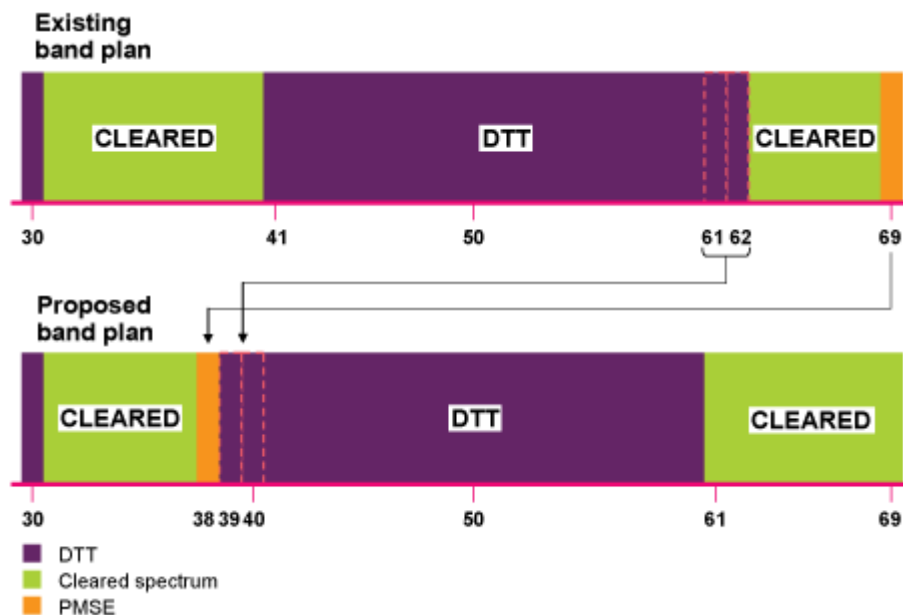 Existing
band plan
CLEARED DTT CLEARED
30 41 50 61 62 69
Proposed
band plan
CLEARED DTT CLEARED
30 38 39 40 50 61 69
DTT
Cleared spectrum
PMSE